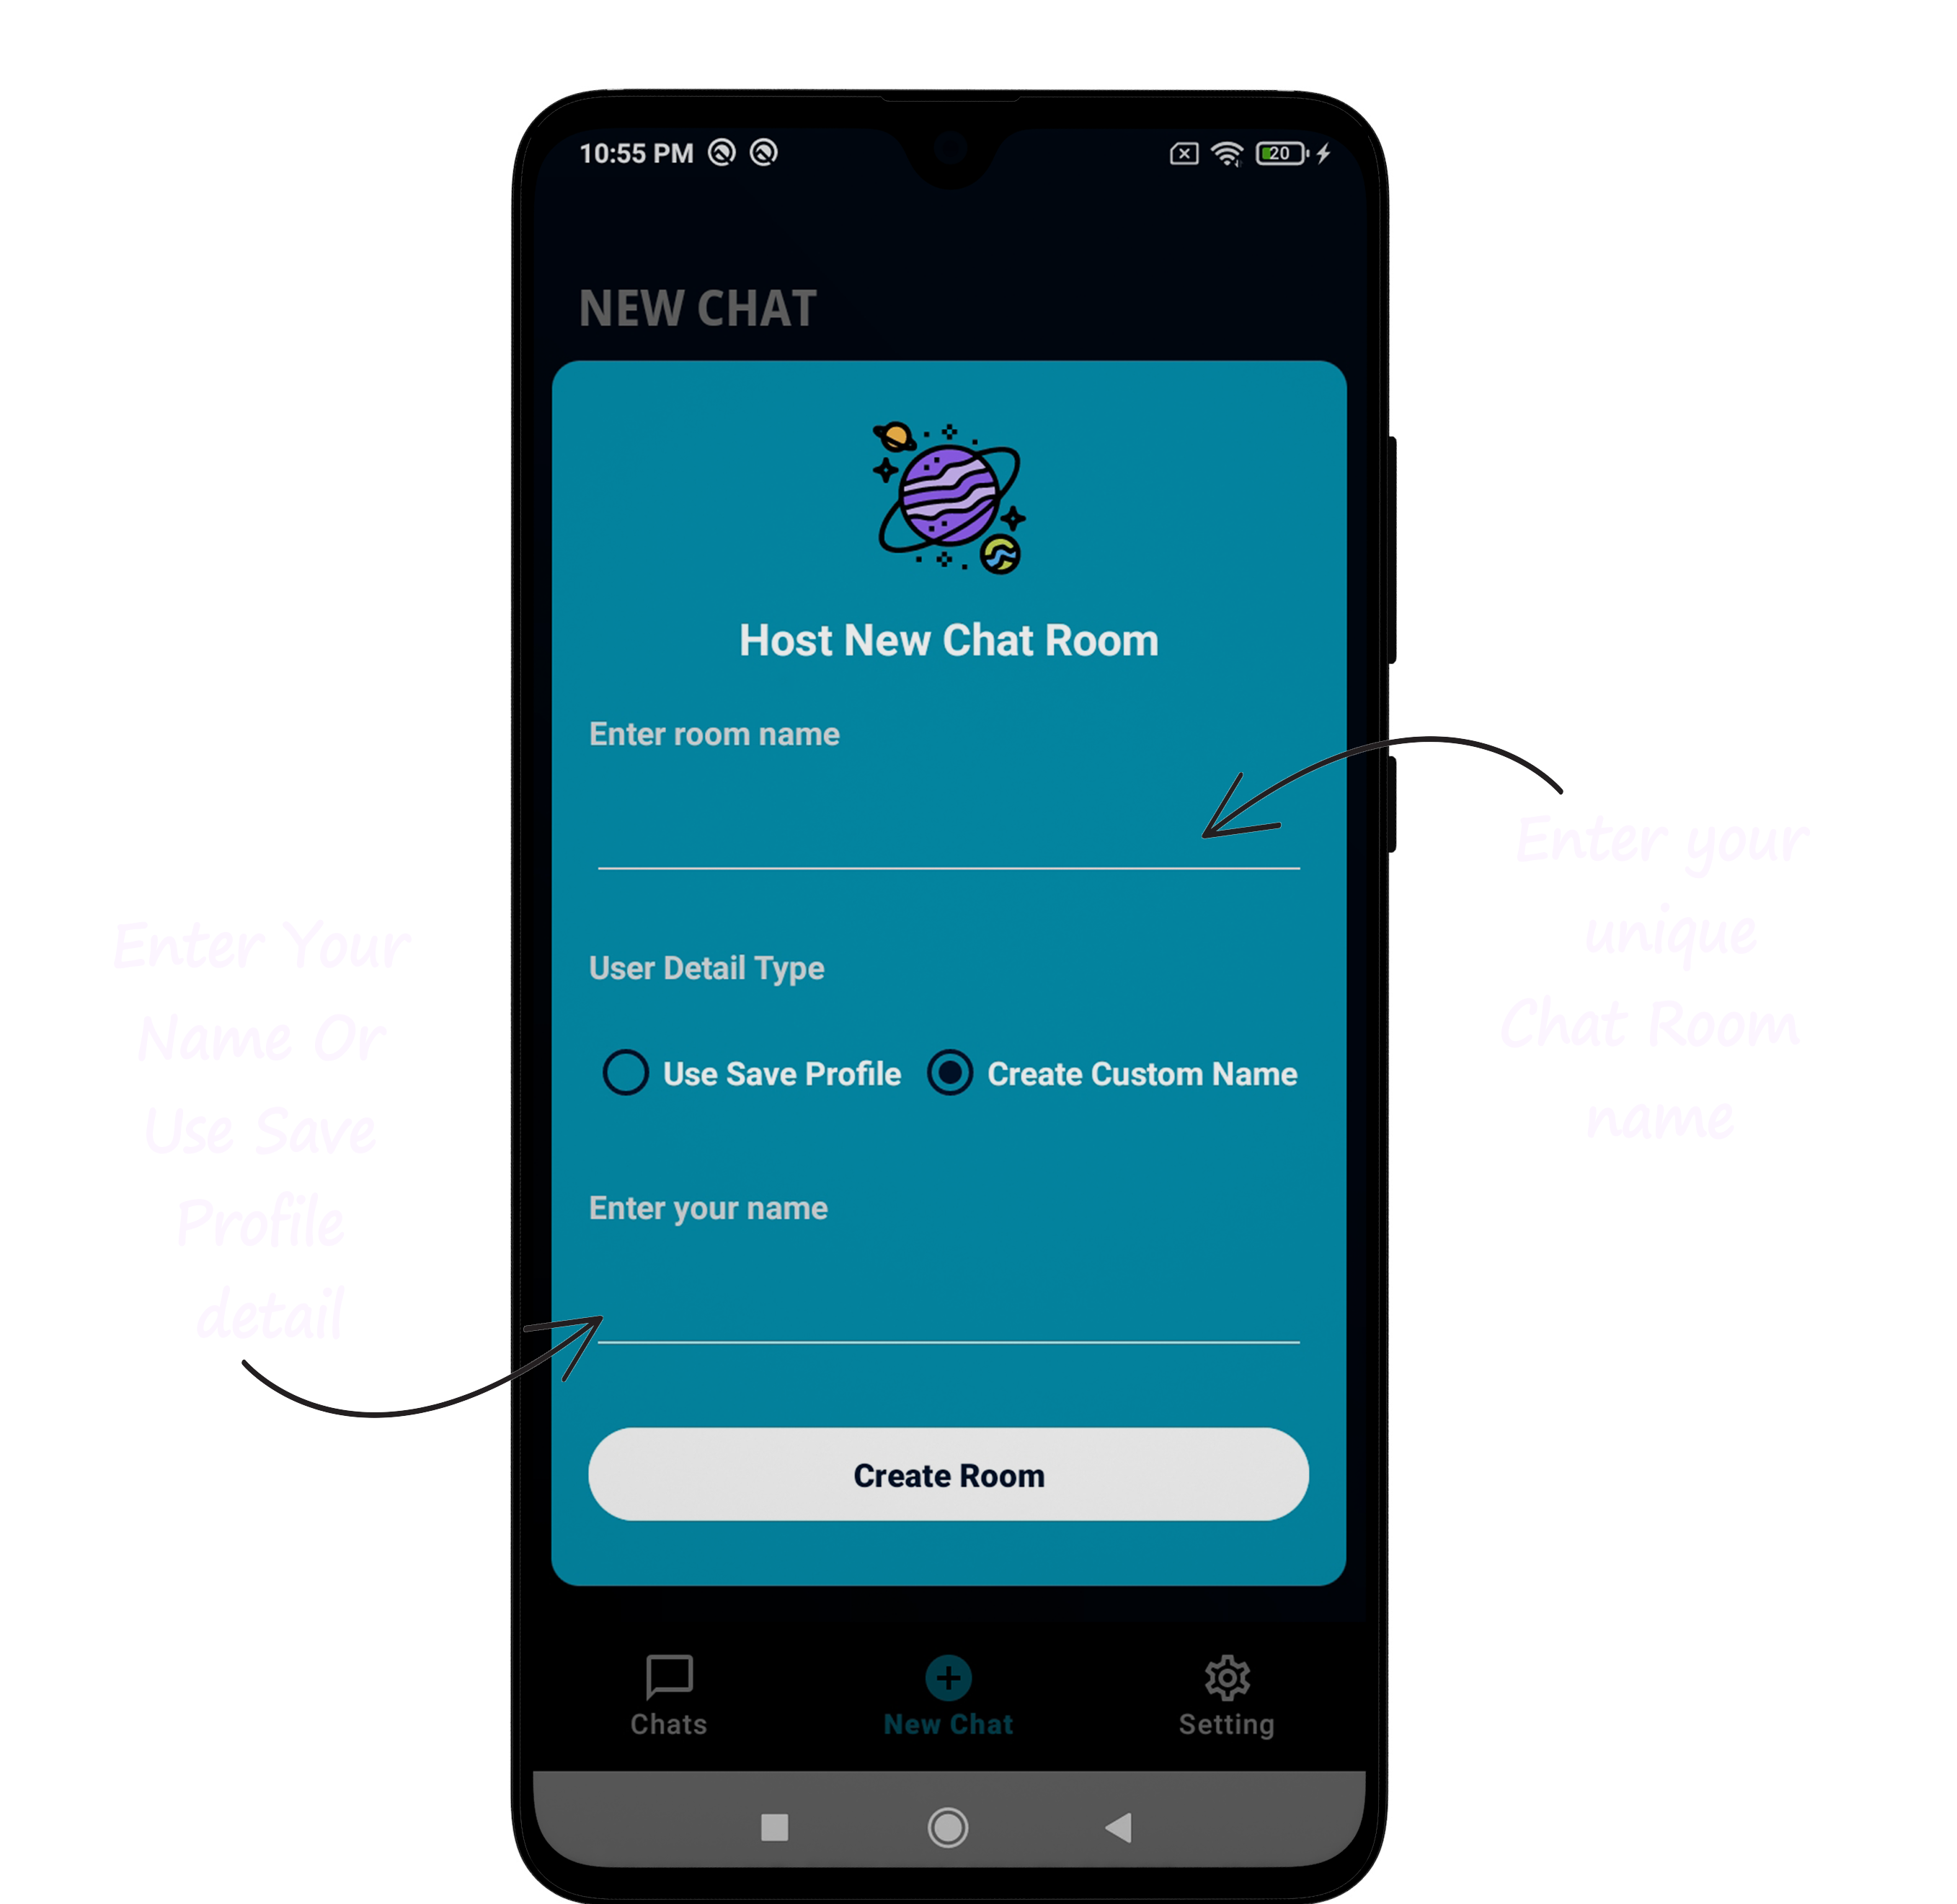 10:55 PM
20
NEW CHAT
Host New Chat Room
Enter room name
Enter your
unique
Chat Room
name
Enter Your
Name Or
Use Save
Profile
detail
User Detail Type
Use Save Profile
Create Custom Name
Enter your name
Create Room
Chats
New Chat
Setting